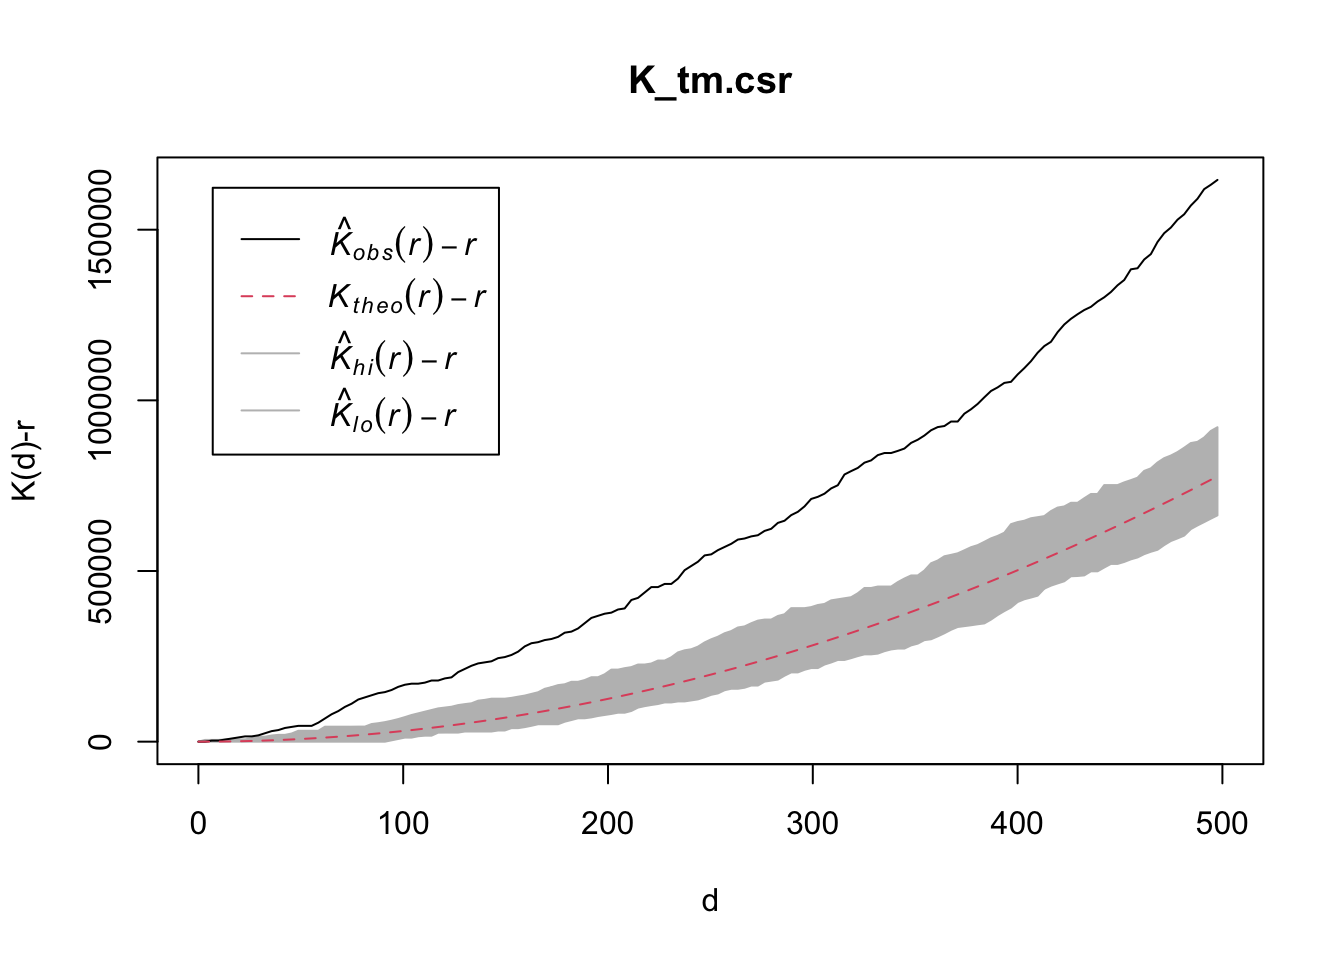 K_tm.csr
K̂obs(r) − r
Ktheo(r) − r
K̂hi(r) − r
K̂lo(r) − r
K(d)-r
0
500000
1000000
1500000
0 100 200 300 400 500
d